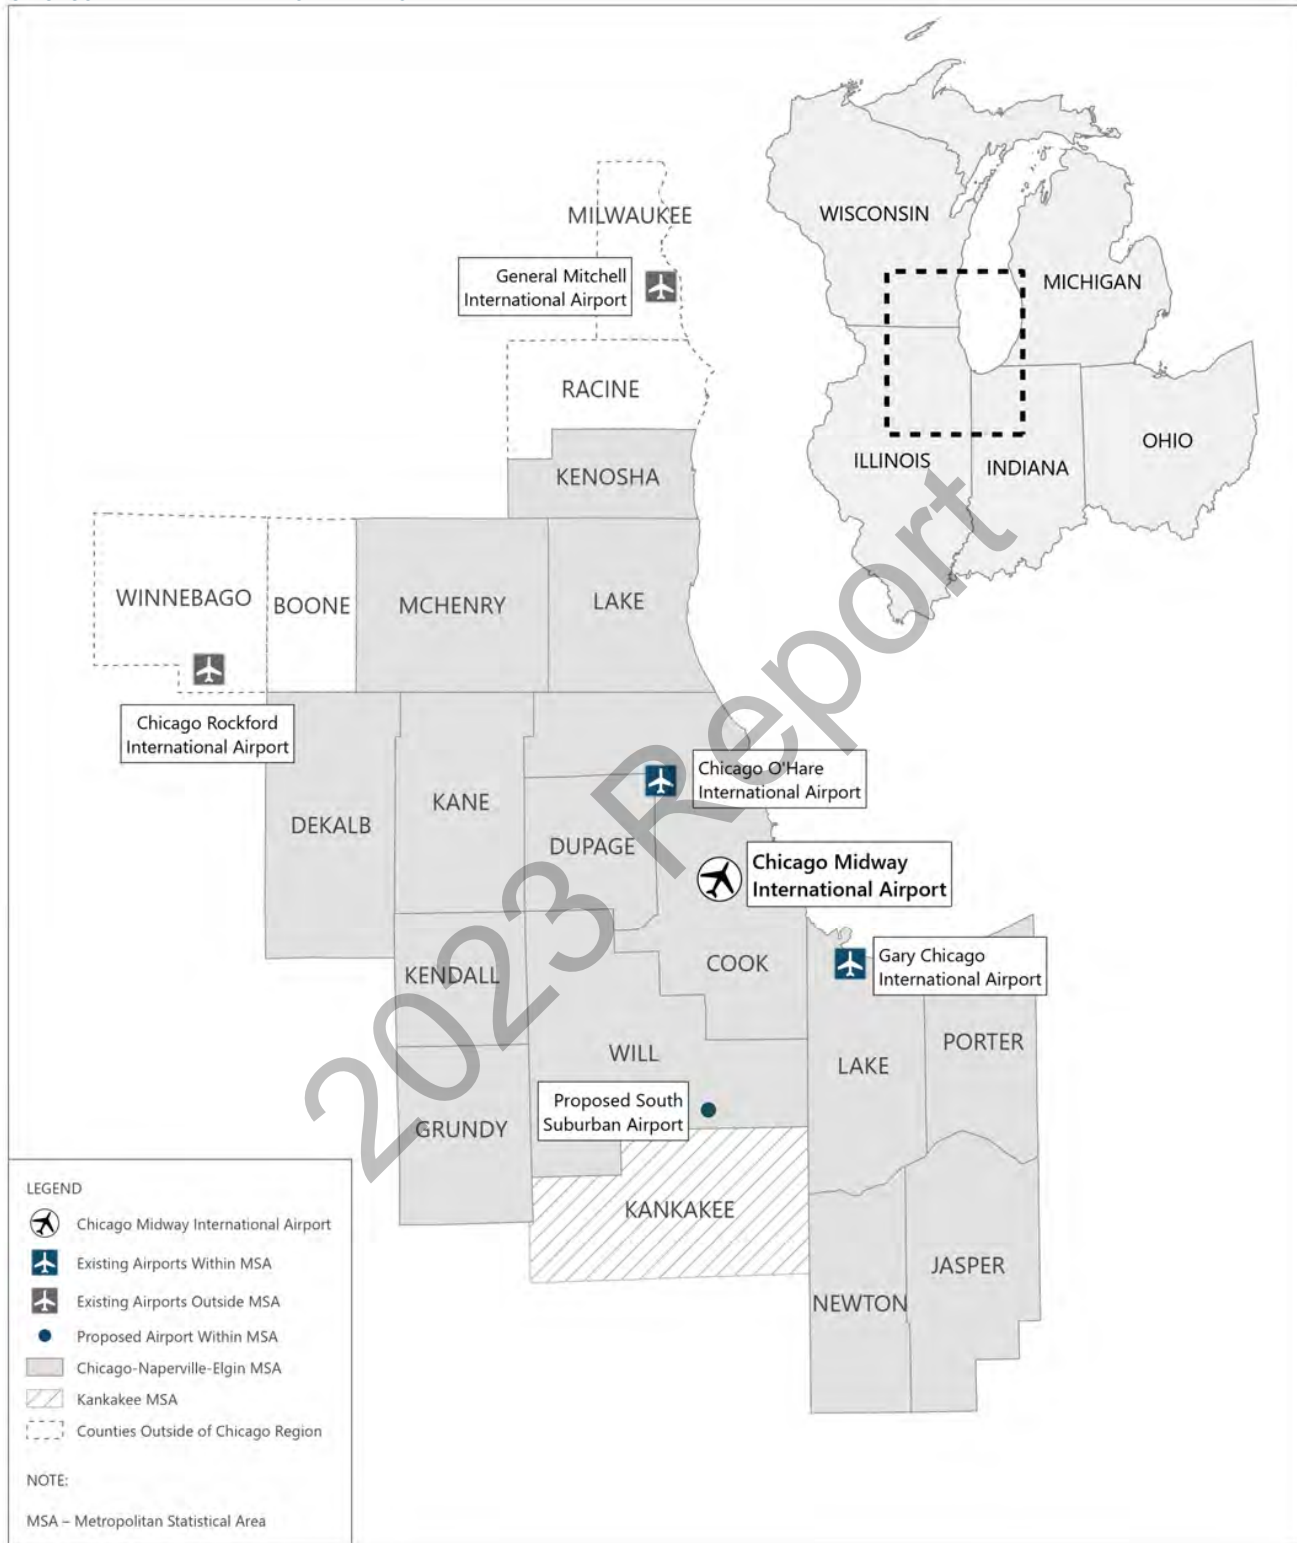 WISCONSIN
MICHIGAN
ILLINOIS
INDIANA
OHIO
MILWAUKEE
General Mitchell
International Airport
RACINE
KENOSHA
WINNEBAGO
BOONE
MCHENRY
LAKE
Chicago Rockford
International Airport
Chicago O'Hare
International Airport
KANE
DEKALB
DUPAGE
Chicago Midway
International Airport
Gary Chicago
International Airport
COOK
KENDALL
PORTER
WILL
LAKE
Proposed South
Suburban Airport
GRUNDY
KANKAKEE
JASPER
NEWTON
2023 Report
LEGEND
Chicago Midway International Airport
Existing Airports Within MSA
Existing Airports Outside MSA
Proposed Airport Within MSA
Chicago-Naperville-Elgin MSA
Kankakee MSA
Counties Outside of Chicago Region
NOTE:
MSA – Metropolitan Statistical Area